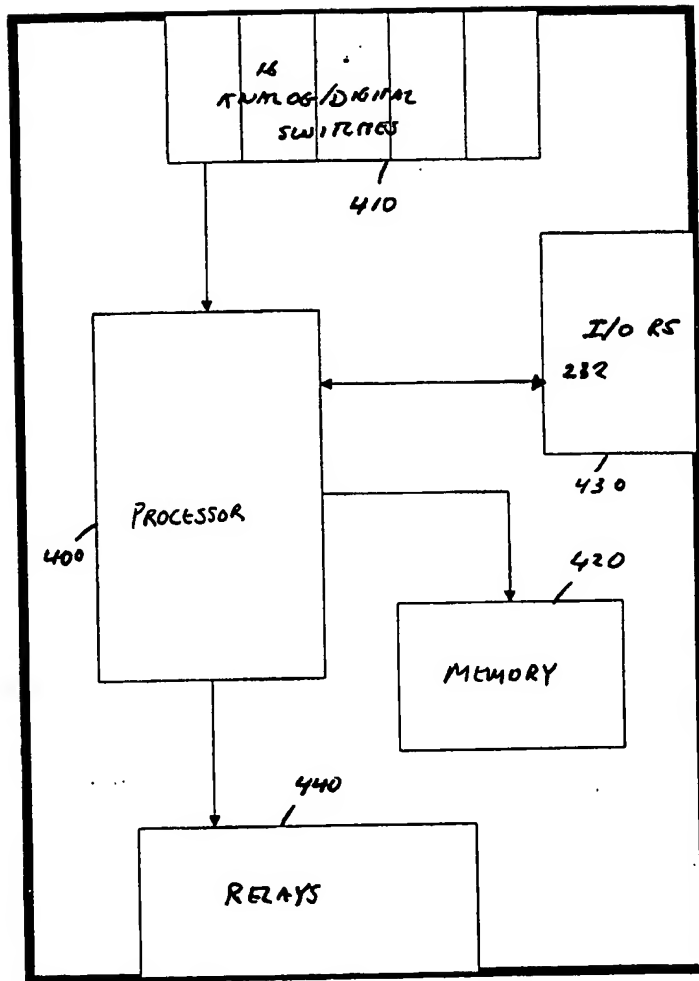 16
ANALOG/DIGITAL
SWITCHES
410
I/O RS
232
430
PROCESSOR
400
420
MEMORY
440
RELAYS